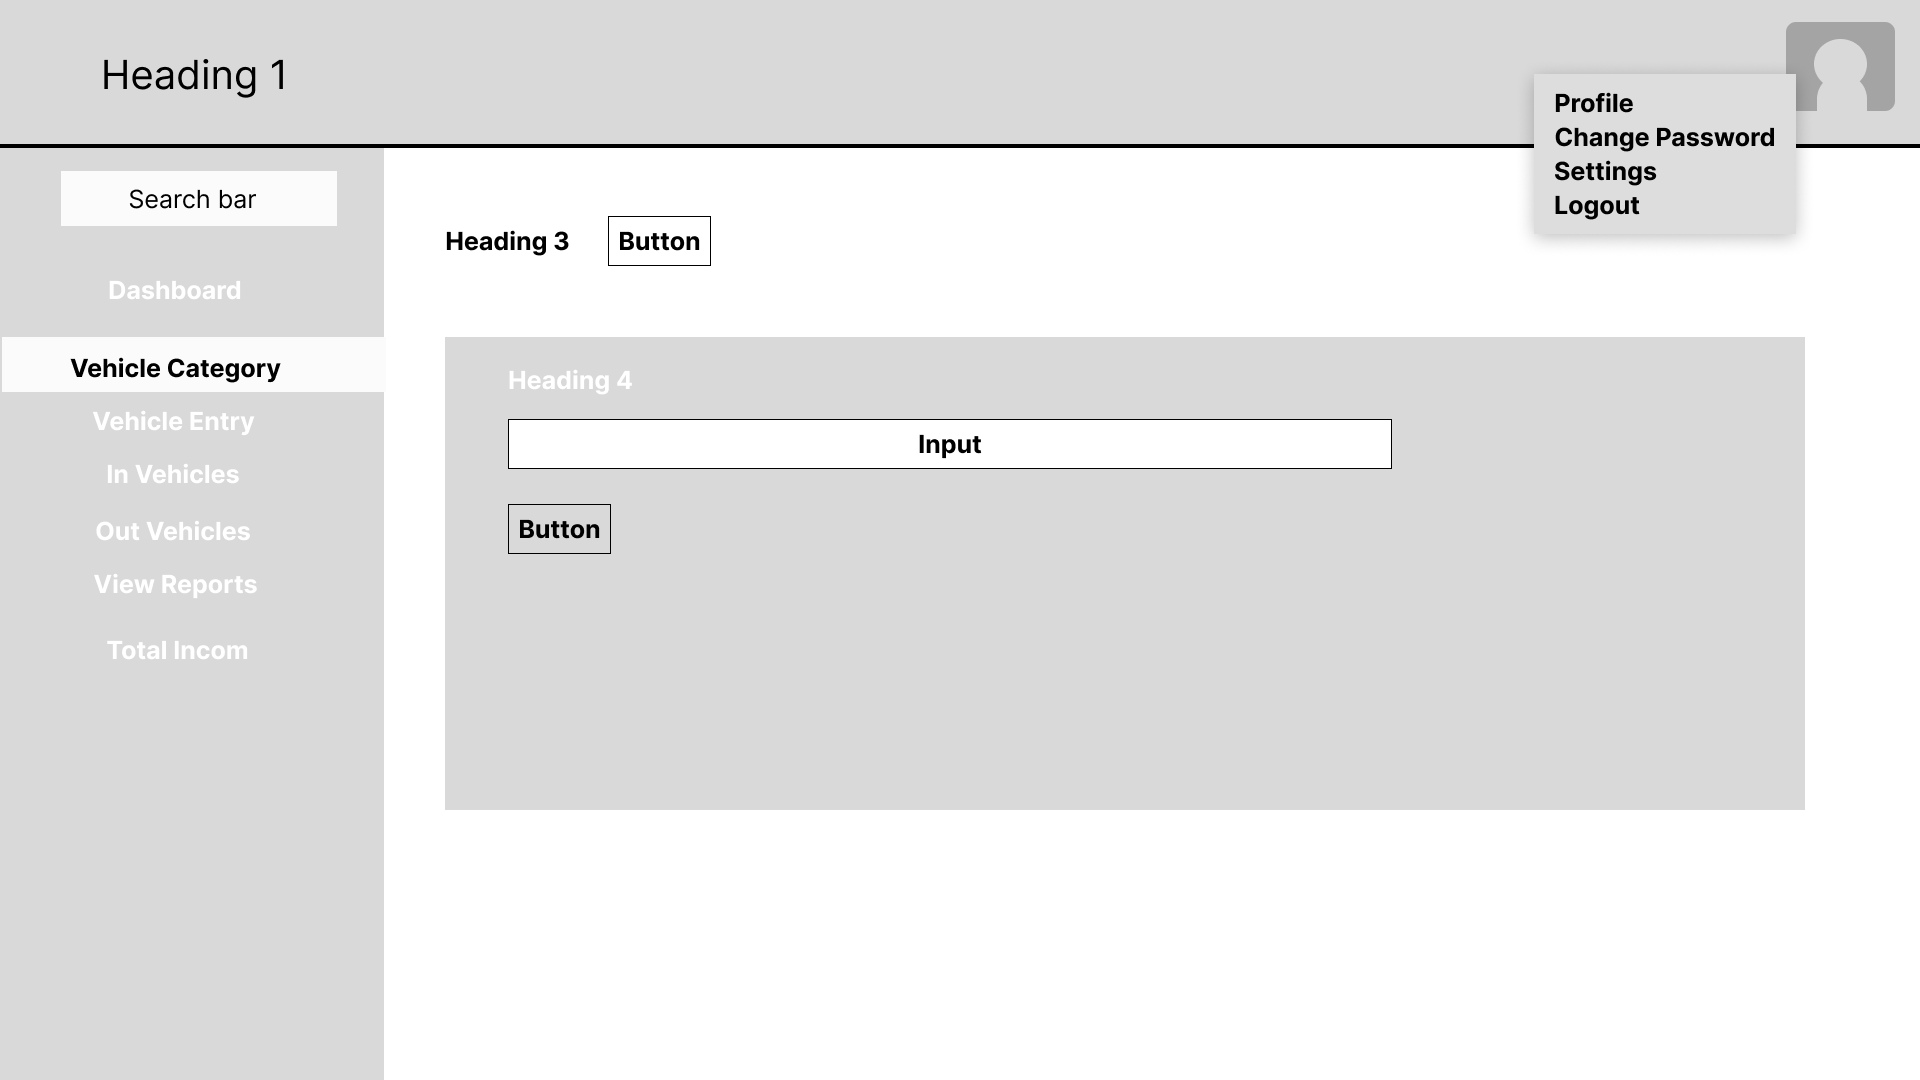 Heading 1
Profile
Change Password
Settings
Logout
Search bar
Dashboard
Vehicle Category
Vehicle Entry
In Vehicles
Out Vehicles
View Reports
Total Incom
Heading 3
Button
Heading 4
Input
Button